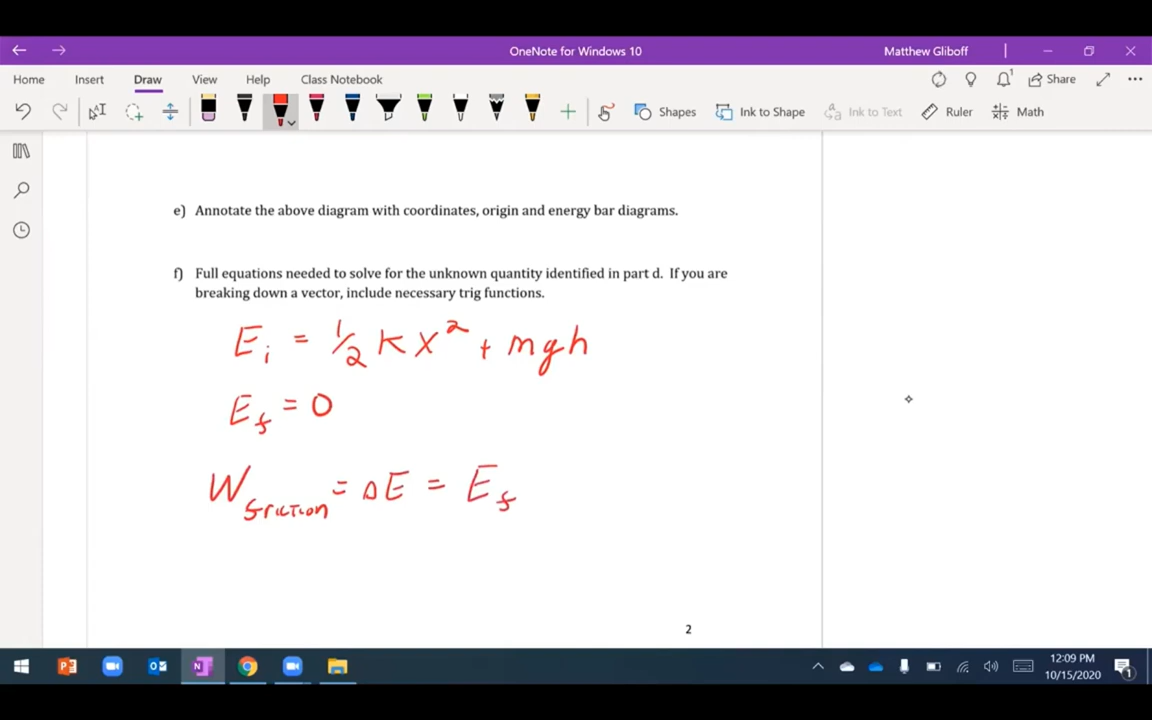 OneNote for Windows 10
Matthew Gliboff
Home Insert Draw View Help Class Notebook
Share
Shapes Ink to Shape Ink to Text Ruler Math
e) Annotate the above diagram with coordinates, origin and energy bar diagrams.
f) Full equations needed to solve for the unknown quantity identified in part d. If you are
breaking down a vector, include necessary trig functions.
Ei = 1/2 K x² + mgh
Ef = 0
Wfriction = ΔE = Ef
2
12:09 PM
10/15/2020